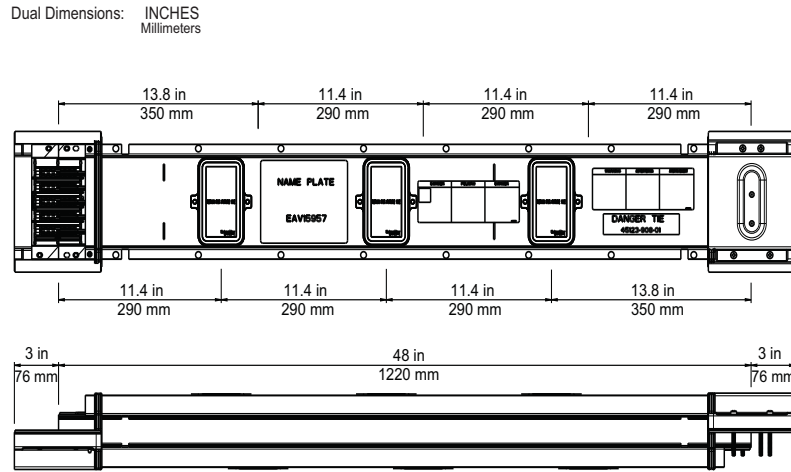 Dual Dimensions: INCHES
Millimeters
13.8 in 11.4 in 11.4 in 11.4 in
350 mm 290 mm 290 mm 290 mm
NAME PLATE
EAV15957
DANGER TIE
45123-908-01
11.4 in 11.4 in 11.4 in 13.8 in
290 mm 290 mm 290 mm 350 mm
3 in 48 in 3 in
76 mm 1220 mm 76 mm